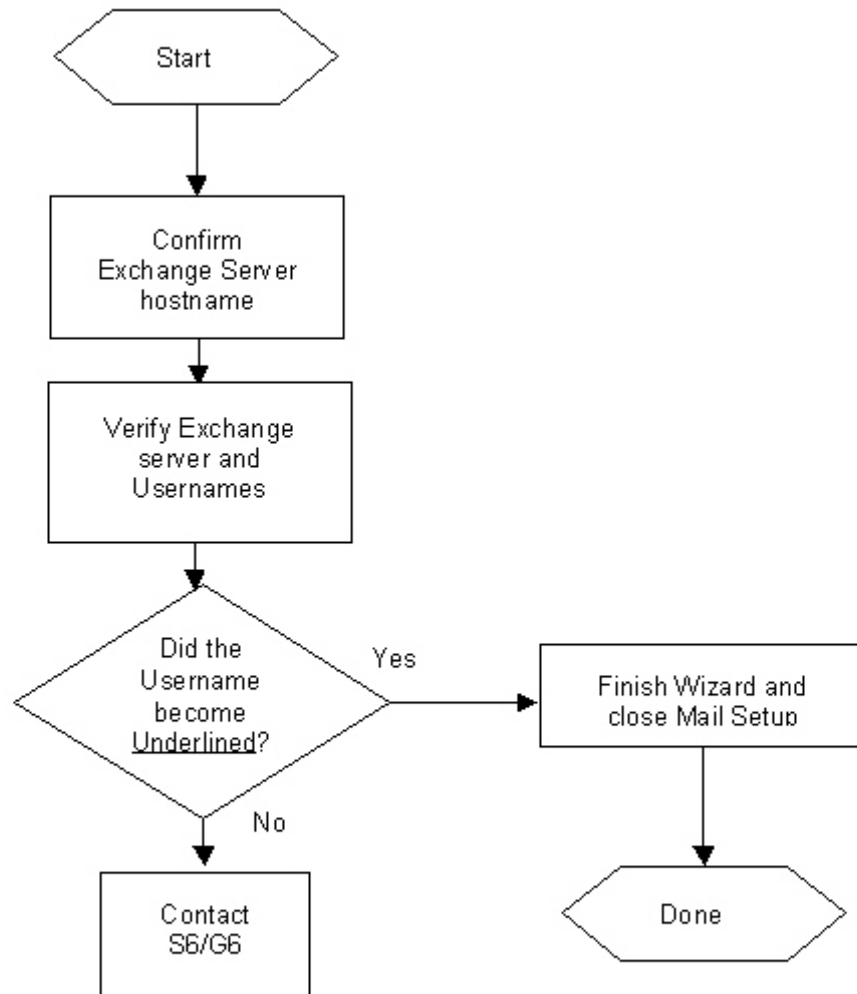 Start
Confirm
Exchange Server
hostname
Verify Exchange
server and
Usernames
Did the
Username
become
Underlined?
Yes
Finish Wizard and
close Mail Setup
No
Contact
S6/G6
Done